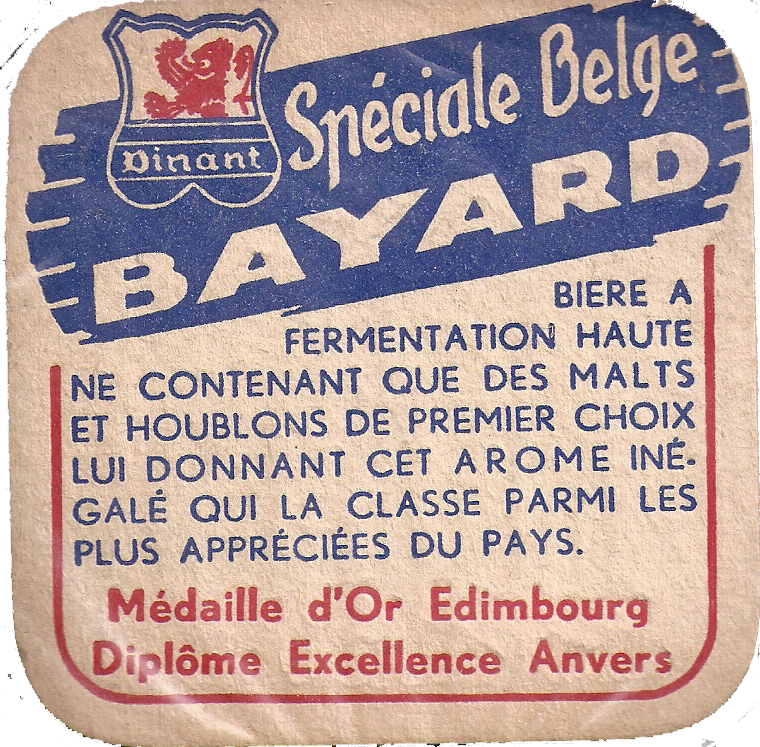 Dinant
Spéciale Belge
BAYARD
BIERE A
FERMENTATION HAUTE
NE CONTENANT QUE DES MALTS
ET HOUBLONS DE PREMIER CHOIX
LUI DONNANT CET AROME INÉ-
GALÉ QUI LA CLASSE PARMI LES
PLUS APPRÉCIÉES DU PAYS.
Médaille d'Or Edimbourg
Diplôme Excellence Anvers